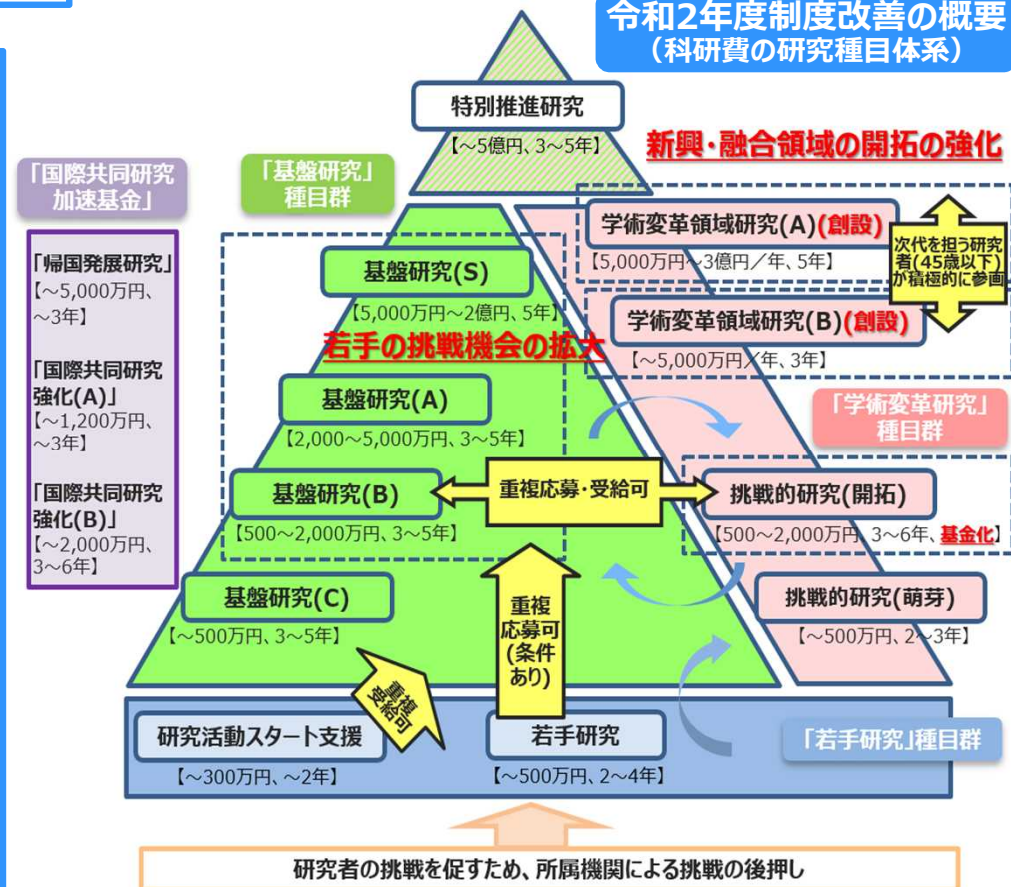 令和2年度制度改善の概要
（科研費の研究種目体系）
特別推進研究
【～5億円、3～5年】
新興・融合領域の開拓の強化
「国際共同研究
加速基金」
「基盤研究」
種目群
「帰国発展研究」
【～5,000万円、
～3年】
「国際共同研究
強化(A)」
【～1,200万円、
～3年】
「国際共同研究
強化(B)」
【～2,000万円、
3～6年】
学術変革領域研究(A)(創設)
【5,000万円～3億円／年、5年】
次代を担う研究
者(45歳以下)
が積極的に参画
学術変革領域研究(B)(創設)
【～5,000万円／年、3年】
基盤研究(S)
【5,000万円～2億円、5年】
若手の挑戦機会の拡大
基盤研究(A)
【2,000～5,000万円、3～5年】
「学術変革研究」
種目群
基盤研究(B)
【500～2,000万円、3～5年】
重複応募・受給可
挑戦的研究(開拓)
【500～2,000万円、3～6年、基金化】
基盤研究(C)
【～500万円、3～5年】
重複
応募可
(条件
あり)
挑戦的研究(萌芽)
【～500万円、2～3年】
重複
受給可
研究活動スタート支援
【～300万円、～2年】
若手研究
【～500万円、2～4年】
「若手研究」種目群
研究者の挑戦を促すため、所属機関による挑戦の後押し